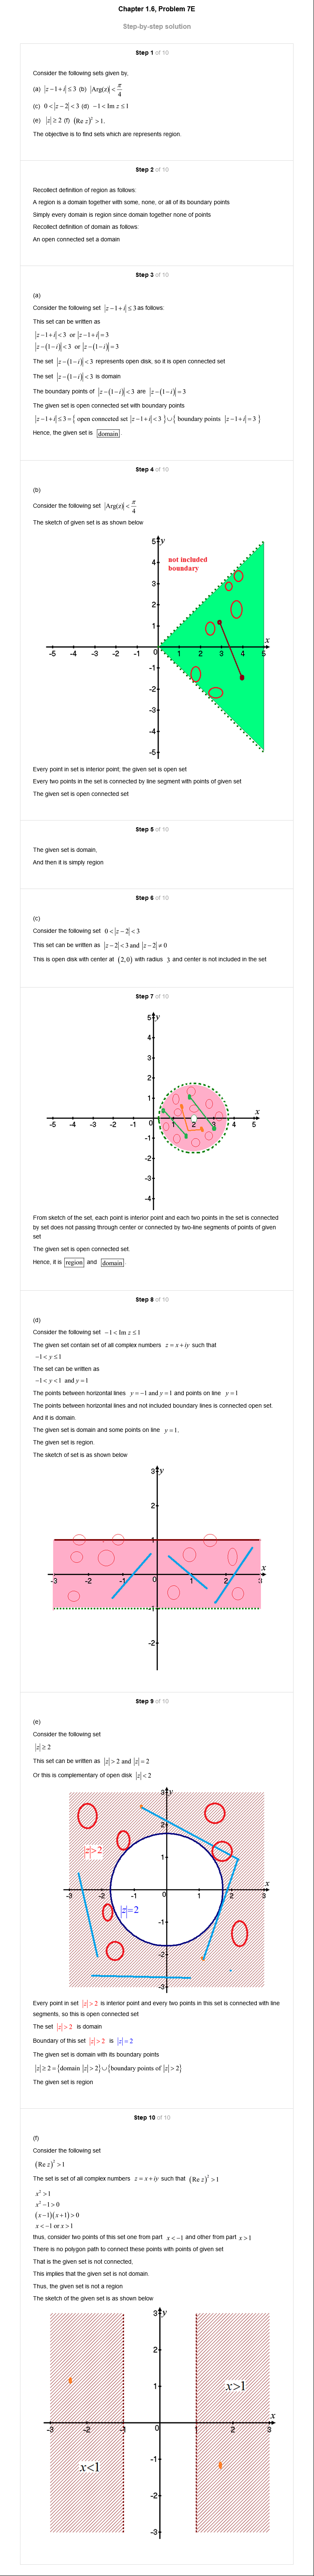 Chapter 1.6, Problem 7E
Step-by-step solution
Step 1 of 10
Consider the following sets given by,
(a) |z−1+i|≤3 (b) |Arg(z)|<π/4
(c) 0<|z−2|<3 (d) −1<Im z≤1
(e) |z|≥2 (f) (Re z)²>1.
The objective is to find sets which are represents region.
Step 2 of 10
Recollect definition of region as follows:
A region is a domain together with some, none, or all of its boundary points
Simply every domain is region since domain together none of points
Recollect definition of domain as follows:
An open connected set a domain
Step 3 of 10
(a)
Consider the following set |z−1+i|≤3 as follows:
This set can be written as
|z−1+i|<3 or |z−1+i|=3
|z−(1−i)|<3 or |z−(1−i)|=3
The set |z−(1−i)|<3 represents open disk, so it is open connected set
The set |z−(1−i)|<3 is domain
The boundary points of |z−(1−i)|<3 are |z−(1−i)|=3
The given set is open connected set with boundary points
|z−1+i|≤3={ open connceted set |z−1+i|<3 }∪{ boundary points |z−1+i|=3 }
Hence, the given set is domain
Step 4 of 10
(b)
Consider the following set |Arg(z)|<π/4
The sketch of given set is as shown below
5 y
not included
boundary
4
3
2
1
x
-5 -4 -3 -2 -1 0 1 2 3 4 5
-1
-2
-3
-4
-5
Every point in set is interior point, the given set is open set
Every two points in the set is connected by line segment with points of given set
The given set is open connected set
Step 5 of 10
The given set is domain,
And then it is simply region
Step 6 of 10
(c)
Consider the following set 0<|z−2|<3
This set can be written as |z−2|<3 and |z−2|≠0
This is open disk with center at (2,0) with radius 3 and center is not included in the set
Step 7 of 10
5 y
4
3
2
1
x
-5 -4 -3 -2 -1 0 1 2 3 4 5
-1
-2
-3
-4
From sketch of the set, each point is interior point and each two points in the set is connected
by set does not passing through center or connected by two-line segments of points of given
set
The given set is open connected set.
Hence, it is region and domain.
Step 8 of 10
(d)
Consider the following set −1<Im z≤1
The given set contain set of all complex numbers z=x+iy such that
−1<y≤1
The set can be written as
−1<y<1 and y=1
The points between horizontal lines y=−1 and y=1 and points on line y=1
The points between horizontal lines and not included boundary lines is connected open set.
And it is domain.
The given set is domain and some points on line y=1,
The given set is region
The sketch of set is as shown below
3 y
2
1
x
-3 -2 -1 0 1 2 3
-1
-2
Step 9 of 10
(e)
Consider the following set
|z|≥2
This set can be written as |z|>2 and |z|=2
Or this is complementary of open disk |z|<2
3 y
2
|z|>2
1
x
-3 -2 -1 0 1 2 3
|z|=2
-1
-2
-3
Every point in set |z|>2 is interior point and every two points in this set is connected with line
segments, so this is open connected set
The set |z|>2 is domain
Boundary of this set |z|>2 is |z|=2
The given set is domain with its boundary points
|z|≥2={domain |z|>2}∪{boundary points of |z|>2}
The given set is region
Step 10 of 10
(f)
Consider the following set
(Re z)²>1
The set is set of all complex numbers z=x+iy such that (Re z)²>1
x²>1
x²−1>0
(x−1)(x+1)>0
x<−1 or x>1
thus, consider two points of this set one from part x<−1 and other from part x>1
There is no polygon path to connect these points with points of given set
That is the given set is not connected,
This implies that the given set is not domain.
Thus, the given set is not a region
The sketch of the given set is as shown below
3 y
2
1
x>1
x
-3 -2 -1 0 1 2 3
-1
x<1
-2
-3